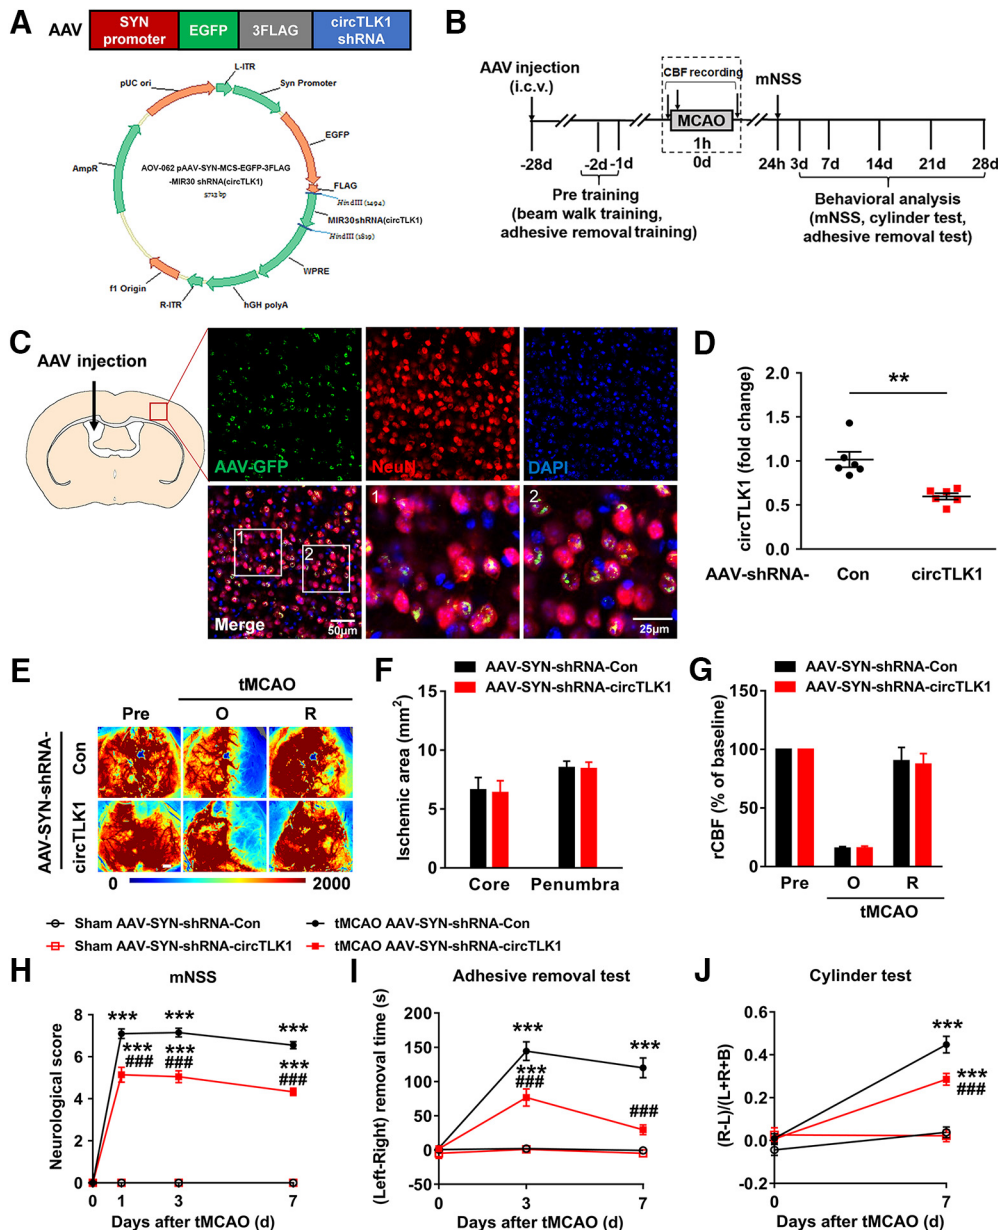 A
AAV
SYN
promoter
EGFP
3FLAG
circTLK1
shRNA
L-ITR
pUC ori
Syn Promoter
EGFP
AmpR
AOV-062 pAAV-SYN-MCS-EGFP-3FLAG
-MIR30 shRNA(circTLK1)
5713 bp
FLAG
HindIII (1494)
MIR30shRNA(circTLK1)
HindIII (1819)
WPRE
f1 Origin
R-ITR
hGH polyA
B
AAV injection
(i.c.v.)
CBF recording
mNSS
MCAO
1h
-28d
-2d
-1d
0d
24h
3d
7d
14d
21d
28d
Pre training
(beam walk training,
adhesive removal training)
Behavioral analysis
(mNSS, cylinder test,
adhesive removal test)
C
AAV injection
AAV-GFP
NeuN
DAPI
1
2
Merge
50μm
1
2
25μm
D
circTLK1 (fold change)
2.0
1.5
1.0
0.5
0.0
**
AAV-shRNA-
Con
circTLK1
E
tMCAO
Pre
O
R
AAV-SYN-shRNA-
Con
circTLK1
0
2000
F
AAV-SYN-shRNA-Con
AAV-SYN-shRNA-circTLK1
Ischemic area (mm²)
15
10
5
0
Core
Penumbra
G
AAV-SYN-shRNA-Con
AAV-SYN-shRNA-circTLK1
rCBF (% of baseline)
150
100
50
0
Pre
O
R
tMCAO
Sham AAV-SYN-shRNA-Con
tMCAO AAV-SYN-shRNA-Con
Sham AAV-SYN-shRNA-circTLK1
tMCAO AAV-SYN-shRNA-circTLK1
H
mNSS
Neurological score
8
6
4
2
0
***
***
***
***
###
***
###
***
###
0
1
3
7
Days after tMCAO (d)
I
Adhesive removal test
(Left-Right) removal time (s)
200
150
100
50
0
-50
***
***
***
###
###
0
3
7
Days after tMCAO (d)
J
Cylinder test
(R-L)/(L+R+B)
0.6
0.4
0.2
0.0
-0.2
***
***
###
0
7
Days after tMCAO (d)